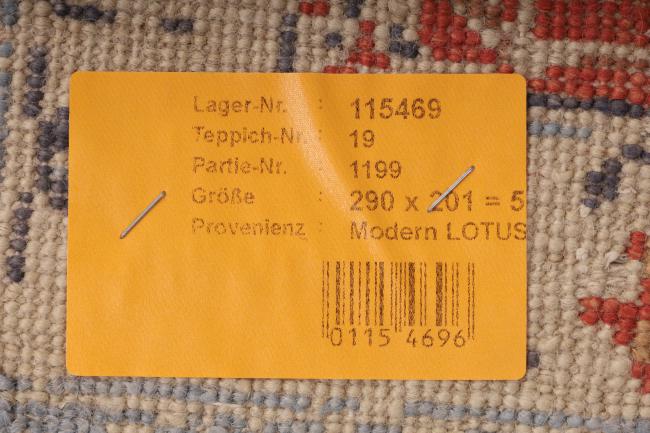 Lager-Nr. : 115469
Teppich-Nr. : 19
Partie-Nr. : 1199
Größe : 290 x 201 = 5
Provenienz : Modern LOTUS
0115 4696